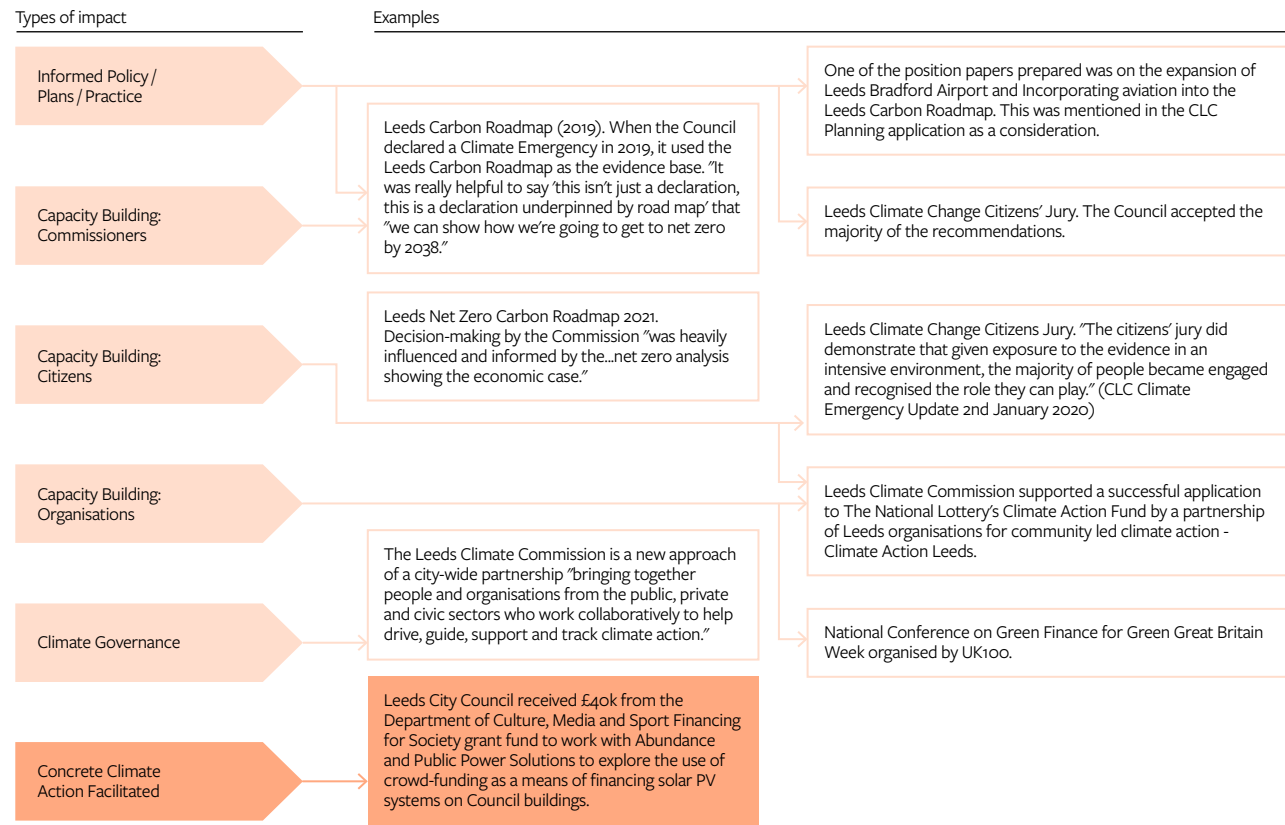 Types of impact
Examples
Informed Policy /
Plans / Practice
Capacity Building:
Commissioners
Capacity Building:
Citizens
Capacity Building:
Organisations
Climate Governance
Concrete Climate
Action Facilitated
Leeds Carbon Roadmap (2019). When the Council
declared a Climate Emergency in 2019, it used the
Leeds Carbon Roadmap as the evidence base. "It
was really helpful to say 'this isn't just a declaration,
this is a declaration underpinned by road map' that
"we can show how we're going to get to net zero
by 2038."
Leeds Net Zero Carbon Roadmap 2021.
Decision-making by the Commission "was heavily
influenced and informed by the...net zero analysis
showing the economic case."
The Leeds Climate Commission is a new approach
of a city-wide partnership "bringing together
people and organisations from the public, private
and civic sectors who work collaboratively to help
drive, guide, support and track climate action."
Leeds City Council received £40k from the
Department of Culture, Media and Sport Financing
for Society grant fund to work with Abundance
and Public Power Solutions to explore the use of
crowd-funding as a means of financing solar PV
systems on Council buildings.
One of the position papers prepared was on the expansion of
Leeds Bradford Airport and Incorporating aviation into the
Leeds Carbon Roadmap. This was mentioned in the CLC
Planning application as a consideration.
Leeds Climate Change Citizens' Jury. The Council accepted the
majority of the recommendations.
Leeds Climate Change Citizens Jury. "The citizens' jury did
demonstrate that given exposure to the evidence in an
intensive environment, the majority of people became engaged
and recognised the role they can play." (CLC Climate
Emergency Update 2nd January 2020)
Leeds Climate Commission supported a successful application
to The National Lottery's Climate Action Fund by a partnership
of Leeds organisations for community led climate action -
Climate Action Leeds.
National Conference on Green Finance for Green Great Britain
Week organised by UK100.